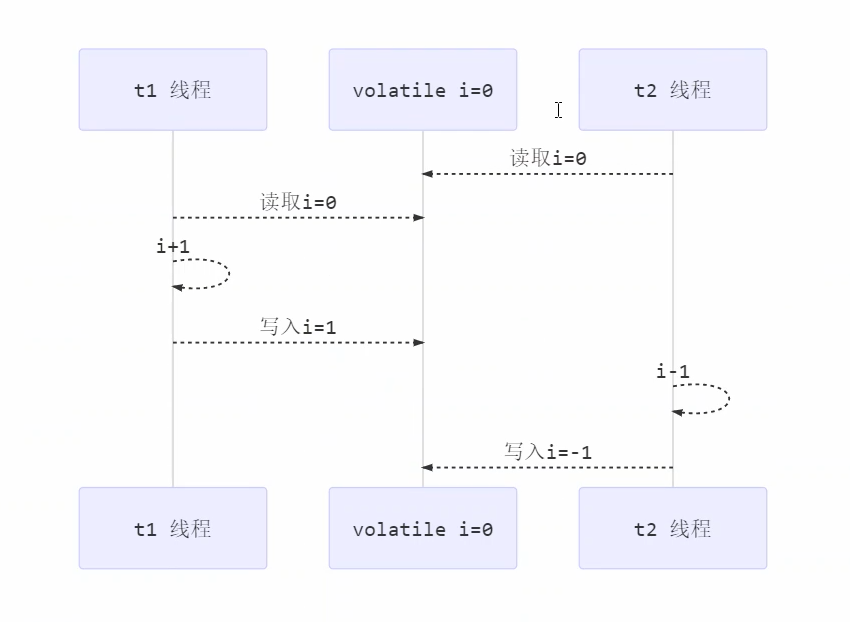 t1 线程
volatile i=0
t2 线程
读取i=0
读取i=0
i+1
写入i=1
i-1
写入i=-1
t1 线程
volatile i=0
t2 线程